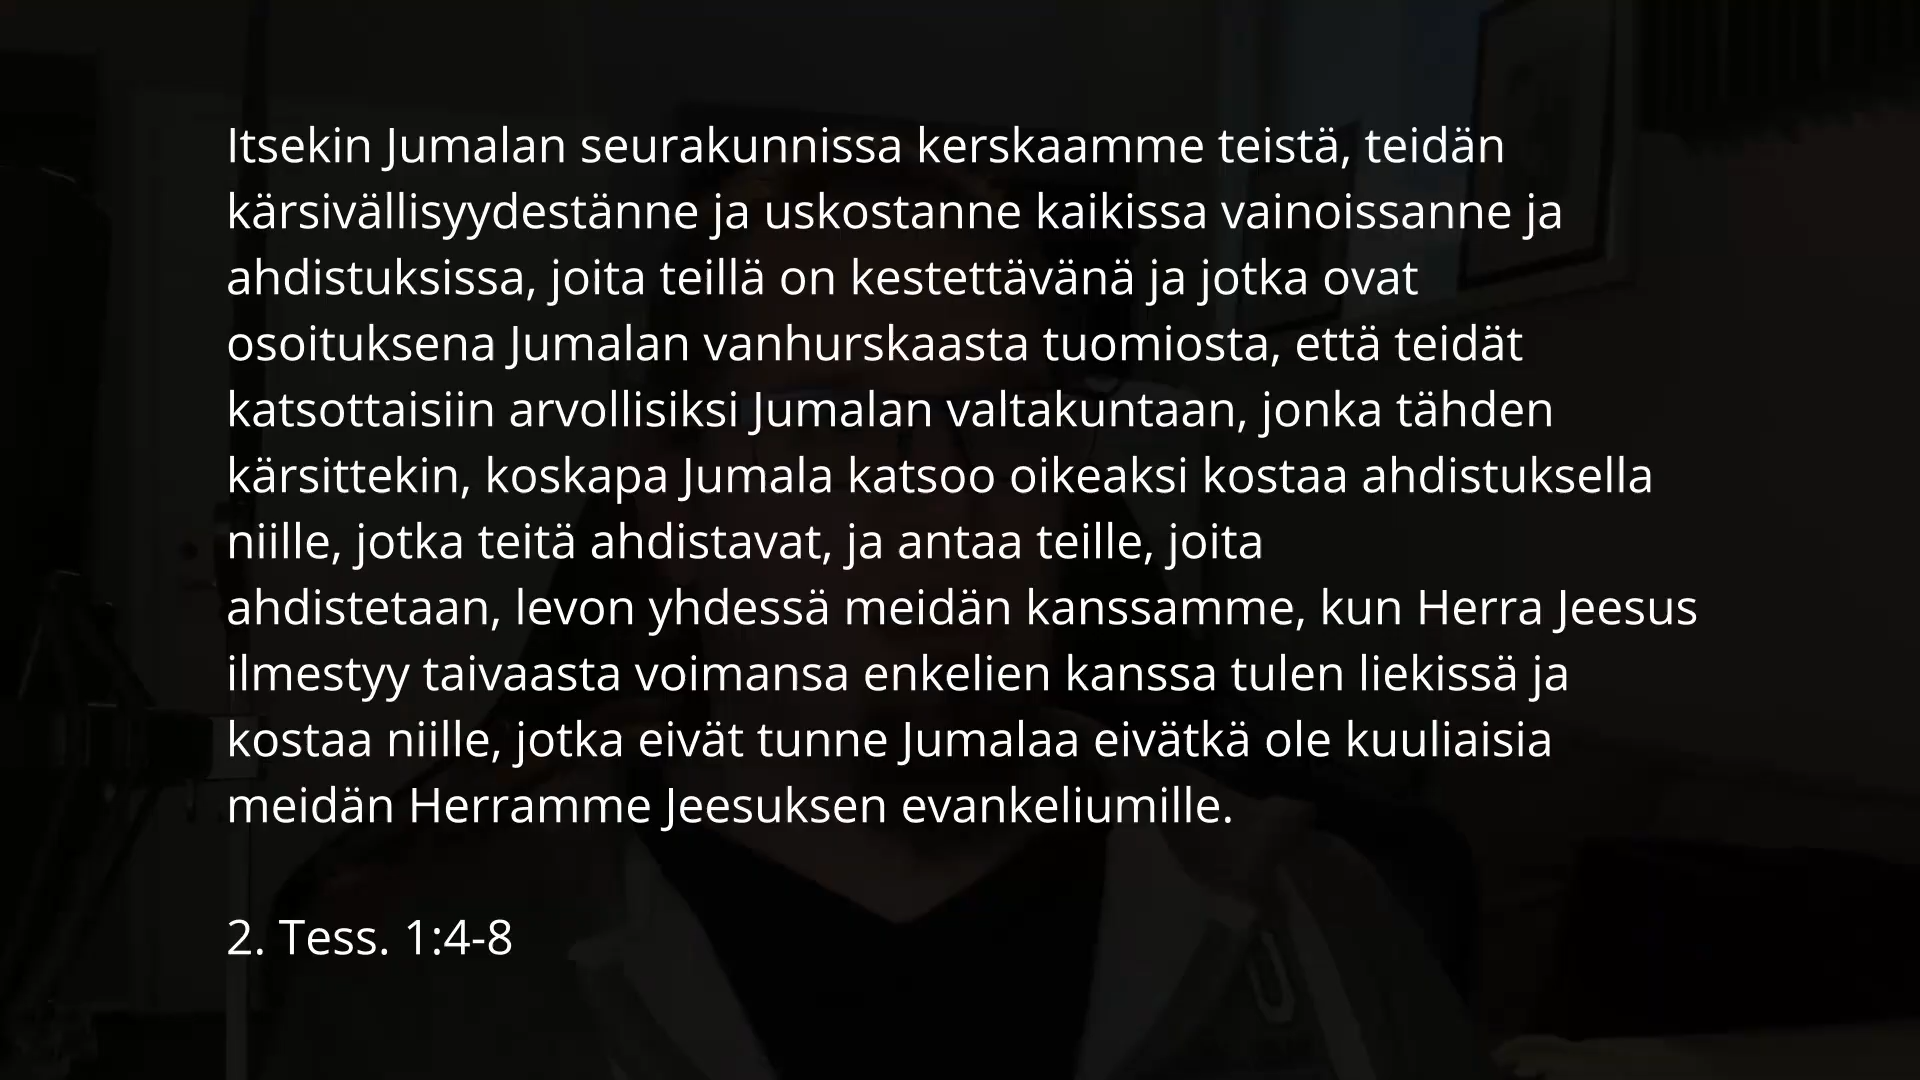 Itsekin Jumalan seurakunnissa kerskaamme teistä, teidän
kärsivällisyydestänne ja uskostanne kaikissa vainoissanne ja
ahdistuksissa, joita teillä on kestettävänä ja jotka ovat
osoituksena Jumalan vanhurskaasta tuomiosta, että teidät
katsottaisiin arvollisiksi Jumalan valtakuntaan, jonka tähden
kärsittekin, koskapa Jumala katsoo oikeaksi kostaa ahdistuksella
niille, jotka teitä ahdistavat, ja antaa teille, joita
ahdistetaan, levon yhdessä meidän kanssamme, kun Herra Jeesus
ilmestyy taivaasta voimansa enkelien kanssa tulen liekissä ja
kostaa niille, jotka eivät tunne Jumalaa eivätkä ole kuuliaisia
meidän Herramme Jeesuksen evankeliumille.
2. Tess. 1:4-8